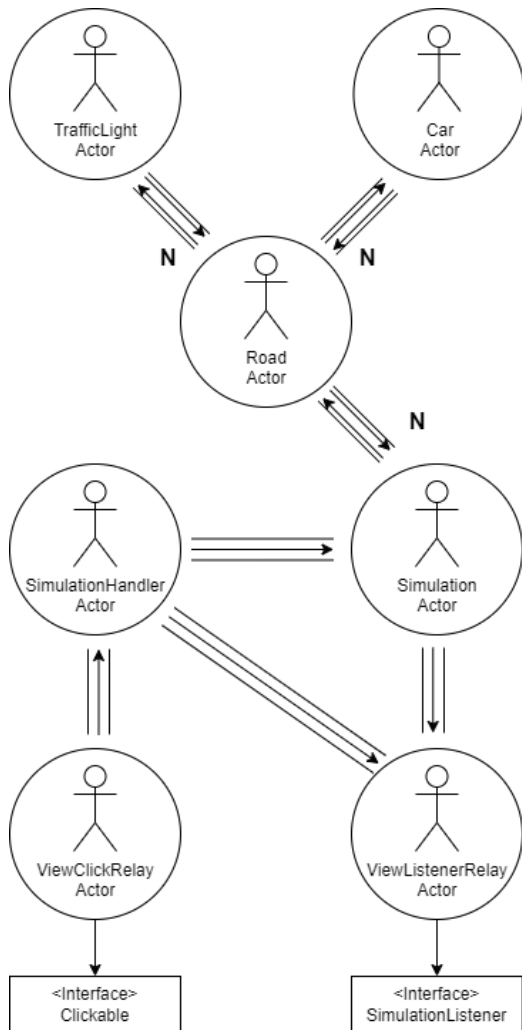 TrafficLight
Actor
Car
Actor
N
N
Road
Actor
N
SimulationHandler
Actor
Simulation
Actor
ViewClickRelay
Actor
ViewListenerRelay
Actor
<Interface>
Clickable
<Interface>
SimulationListener